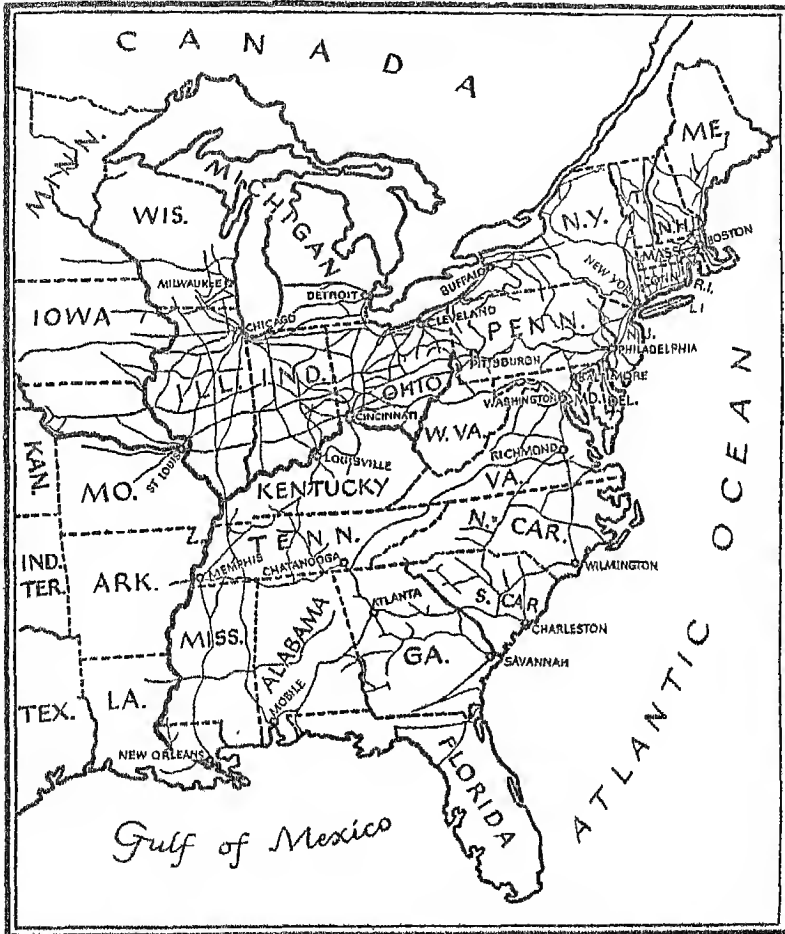 CANADA
ME.
MINN.
MICHIGAN
WIS.
N.Y.
N.H.
MASS.
BOSTON
CONN.
R.I.
NEW YORK
L I
BUFFALO
MILWAUKEE
DETROIT
CHICAGO
CLEVELAND
IOWA
PENN.
N.J.
PHILADELPHIA
PITTSBURGH
ILL.
IND.
OHIO
BALTIMORE
WASHINGTON
MD.
DEL.
CINCINNATI
W.VA.
KAN.
MO.
ST LOUIS
LOUISVILLE
RICHMOND
KENTUCKY
VA.
OCEAN
TENN.
N. CAR.
IND.
TER.
ARK.
MEMPHIS
CHATANOOGA
WILMINGTON
S. CAR.
ATLANTA
CHARLESTON
MISS.
ALABAMA
GA.
SAVANNAH
TEX.
LA.
MOBILE
NEW ORLEANS
FLORIDA
ATLANTIC
Gulf of Mexico